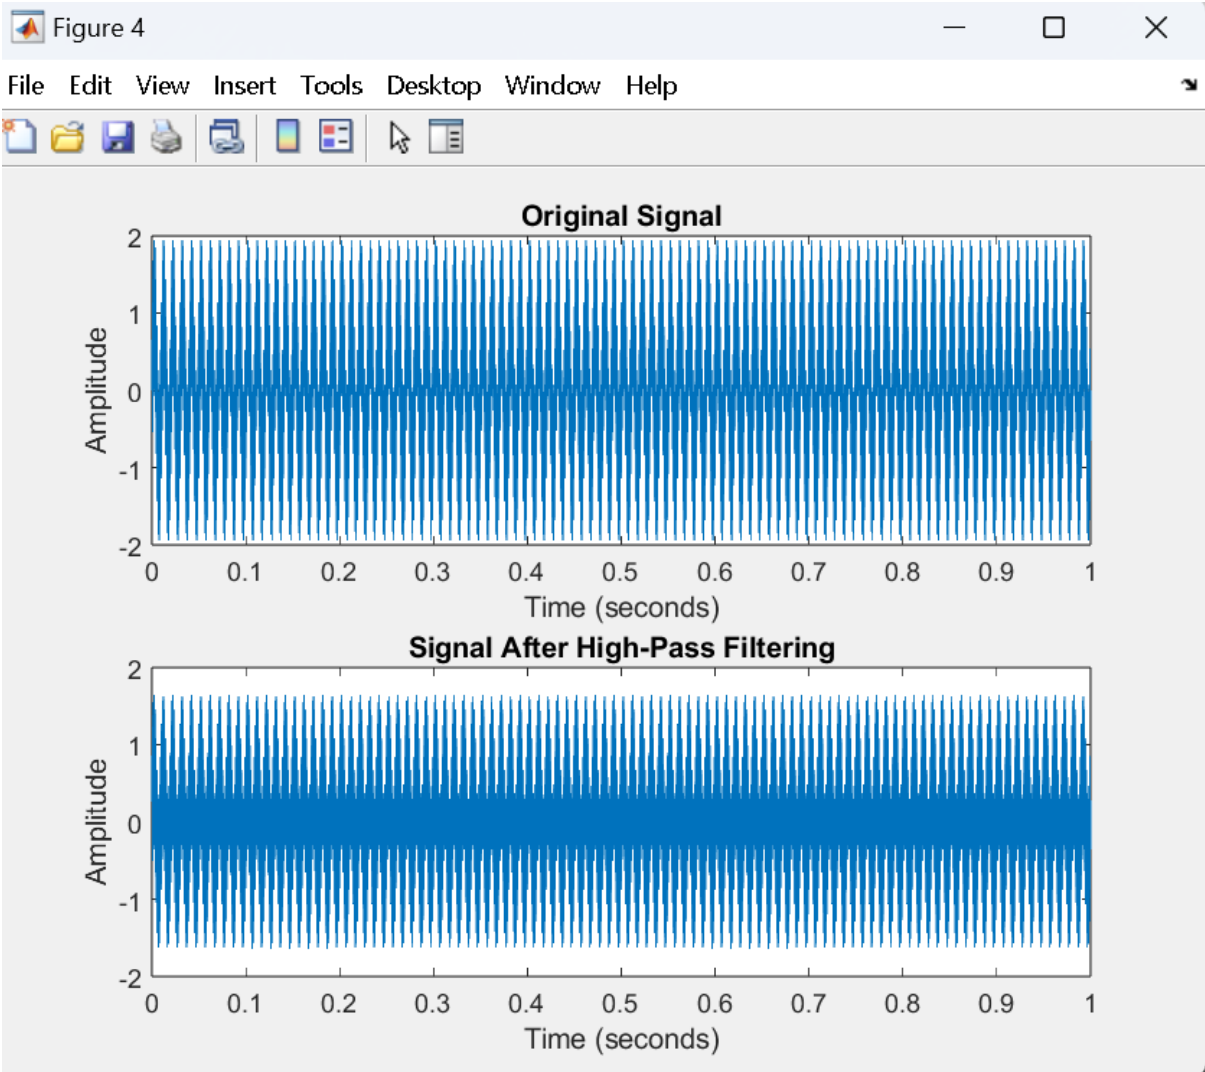 Figure 4
File Edit View Insert Tools Desktop Window Help
Original Signal
2
1
0
-1
-2
Amplitude
0 0.1 0.2 0.3 0.4 0.5 0.6 0.7 0.8 0.9 1
Time (seconds)
Signal After High-Pass Filtering
2
1
0
-1
-2
Amplitude
0 0.1 0.2 0.3 0.4 0.5 0.6 0.7 0.8 0.9 1
Time (seconds)